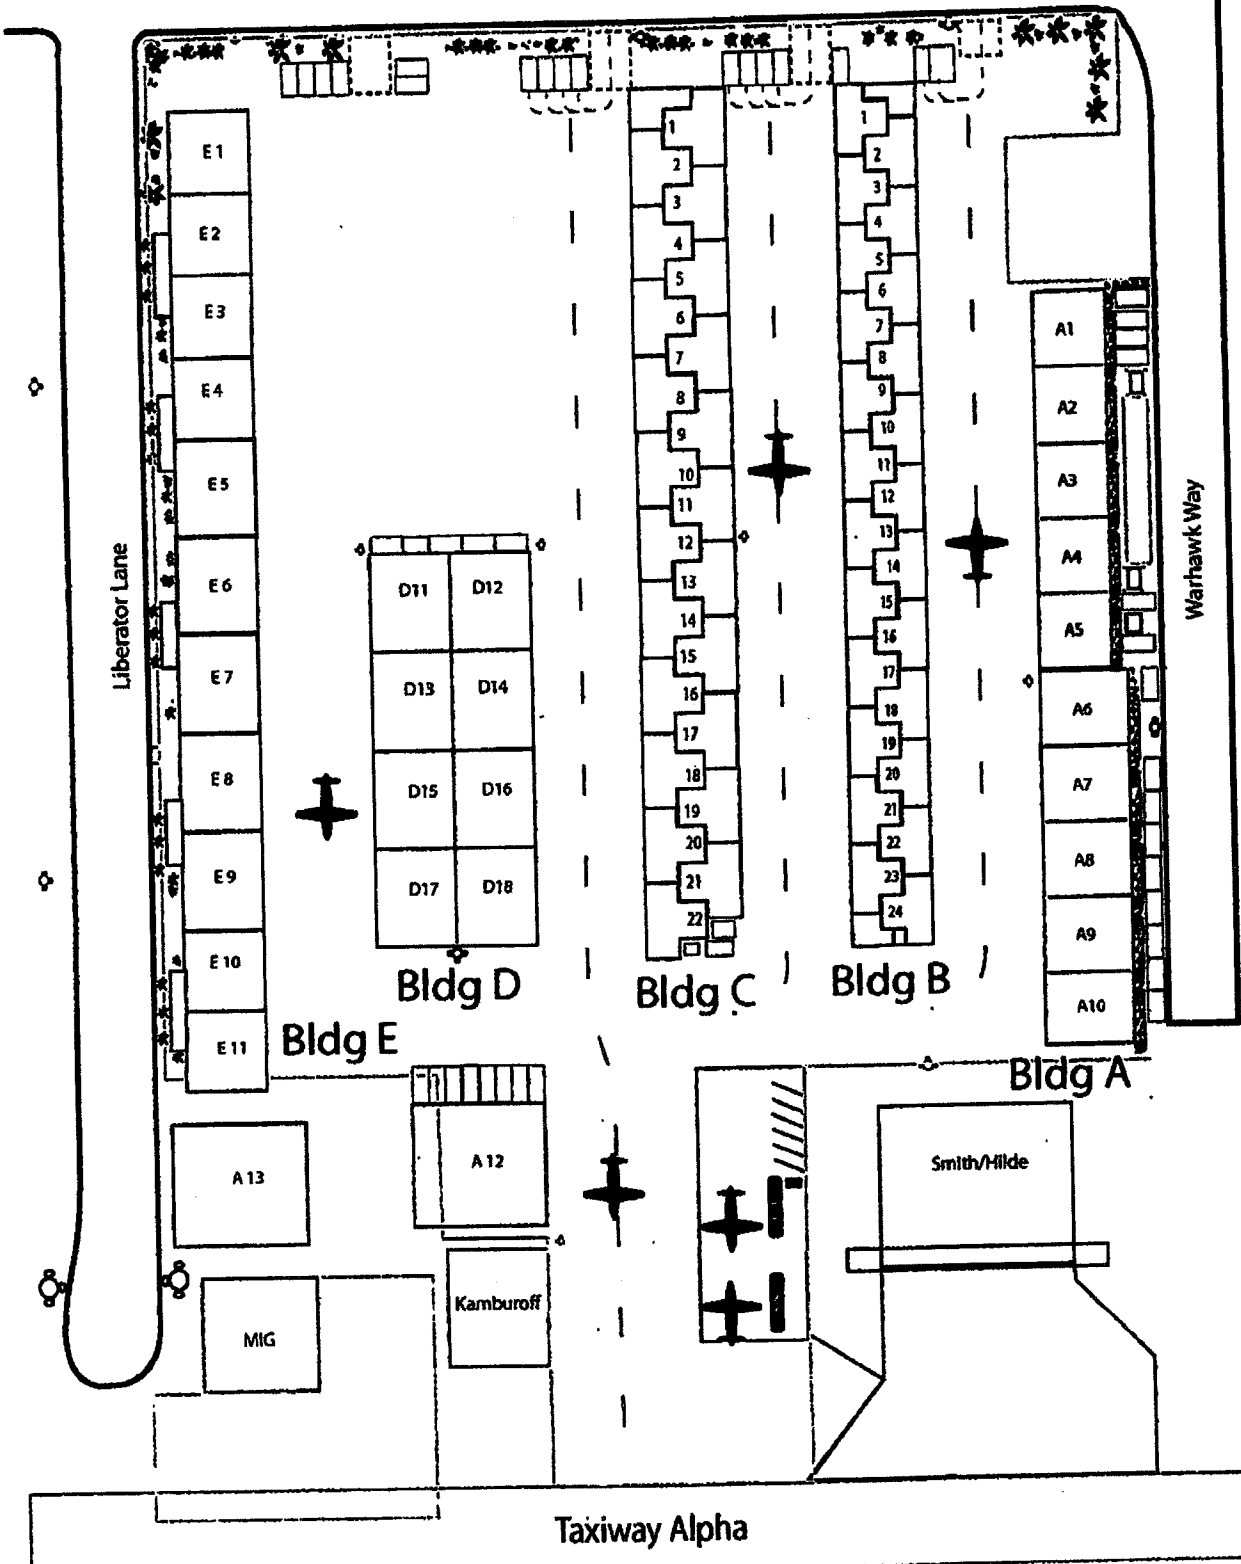 E1
E2
E3
E4
E5
E6
E7
E8
E9
E10
E11
Bldg E
Liberator Lane
D11 D12
D13 D14
D15 D16
D17 D18
Bldg D
1
2
3
4
5
6
7
8
9
10
11
12
13
14
15
16
17
18
19
20
21
22
Bldg C
1
2
3
4
5
6
7
8
9
10
11
12
13
14
15
16
17
18
19
20
21
22
23
24
Bldg B
A1
A2
A3
A4
A5
A6
A7
A8
A9
A10
Bldg A
Warhawk Way
A13
A12
Smith/Hilde
MIG
Kamburoff
Taxiway Alpha